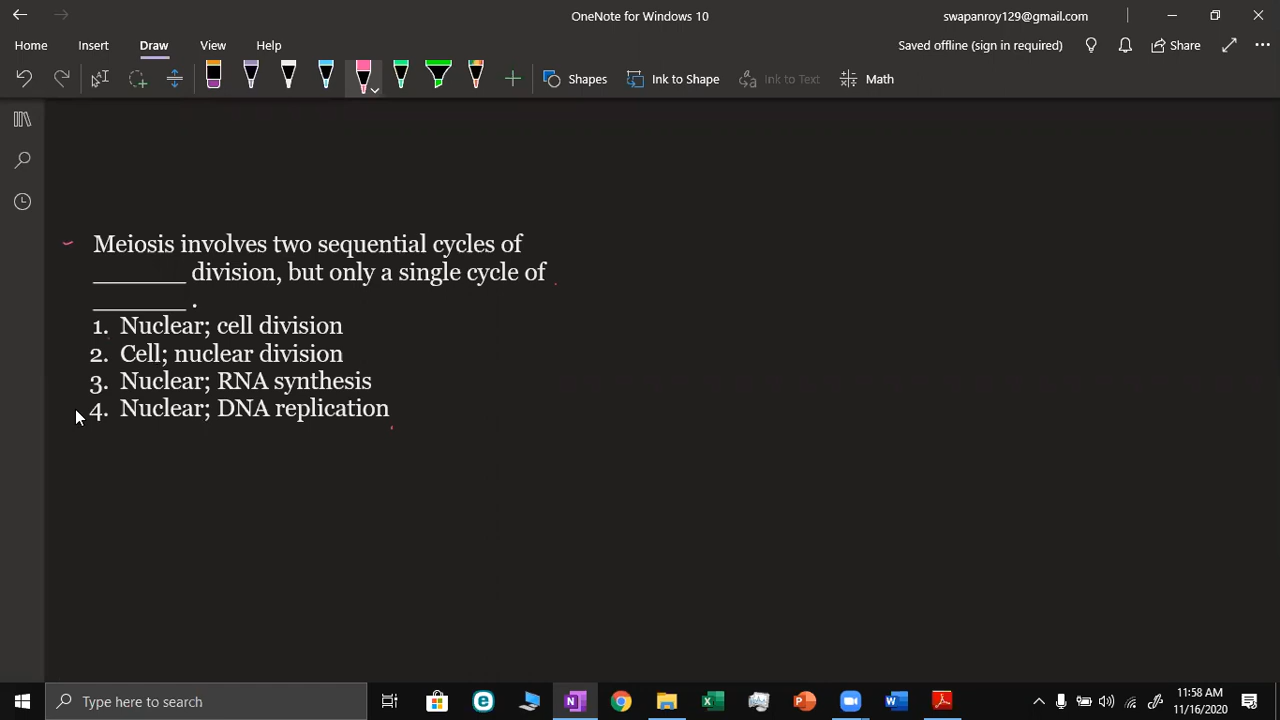 OneNote for Windows 10
swapanroy129@gmail.com
Home
Insert
Draw
View
Help
Saved offline (sign in required)
Share
Shapes
Ink to Shape
Ink to Text
Math
Meiosis involves two sequential cycles of
_______ division, but only a single cycle of
_______ .
1. Nuclear; cell division
2. Cell; nuclear division
3. Nuclear; RNA synthesis
4. Nuclear; DNA replication
Type here to search
11:58 AM
11/16/2020